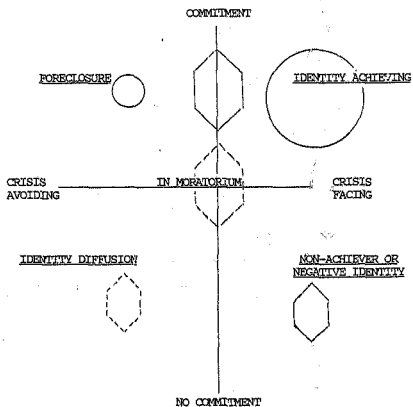 COMMITMENT
FORECLOSURE
IDENTITY ACHIEVING
CRISIS AVOIDING
IN MORATORIUM
CRISIS FACING
IDENTITY DIFFUSION
NON-ACHIEVER OR
NEGATIVE IDENTITY
NO COMMITMENT